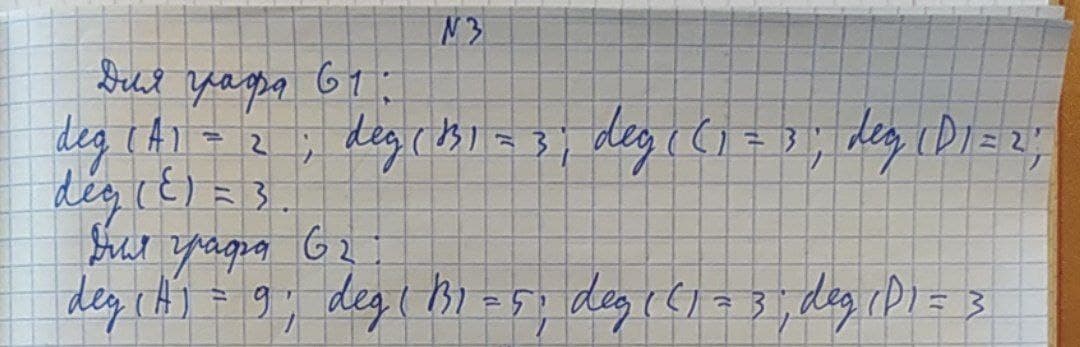 N3
Для графа G1:
deg(A) = 2; deg(B) = 3; deg(C) = 3; deg(D) = 2;
deg(E) = 3.
Для графа G2:
deg(A) = 9; deg(B) = 5; deg(C) = 3; deg(D) = 3